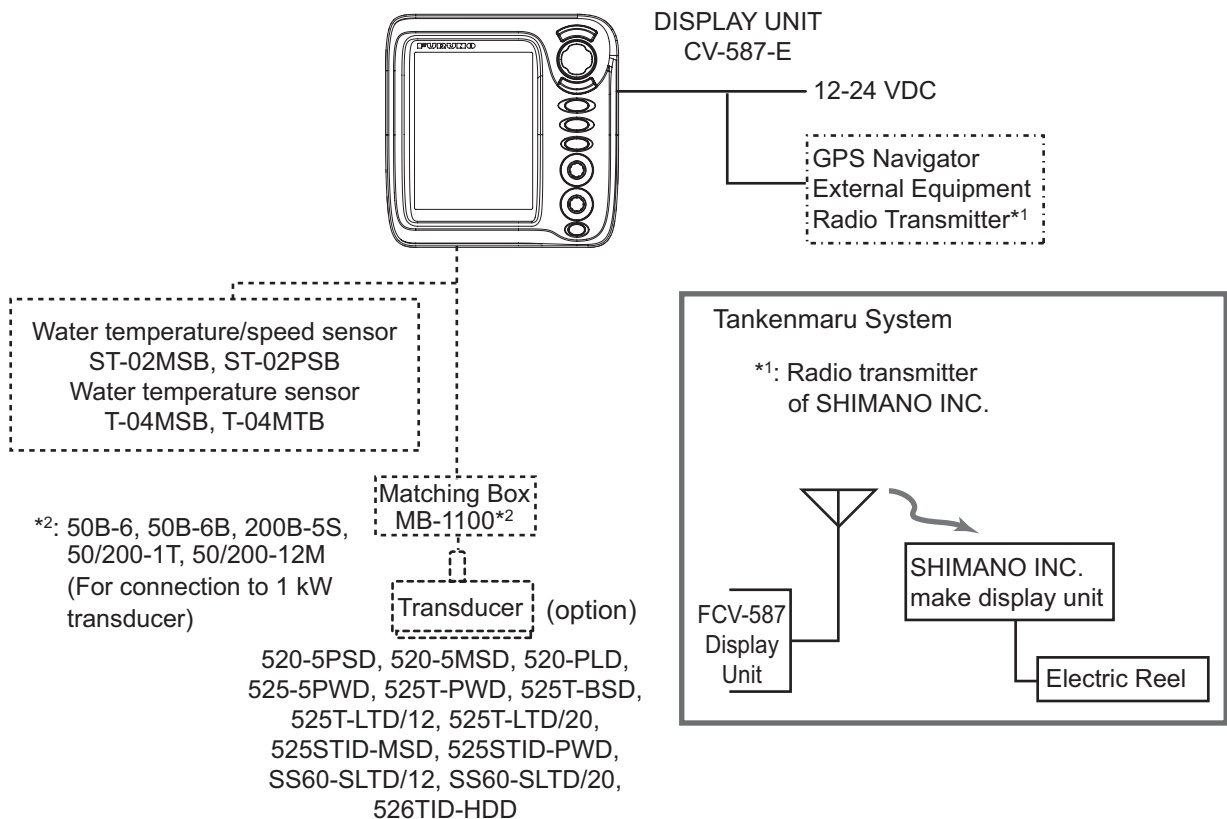 FURUNO
DISPLAY UNIT
CV-587-E
12-24 VDC
GPS Navigator
External Equipment
Radio Transmitter*1
Water temperature/speed sensor
ST-02MSB, ST-02PSB
Water temperature sensor
T-04MSB, T-04MTB
Matching Box
MB-1100*2
*2: 50B-6, 50B-6B, 200B-5S,
50/200-1T, 50/200-12M
(For connection to 1 kW
transducer)
Transducer (option)
520-5PSD, 520-5MSD, 520-PLD,
525-5PWD, 525T-PWD, 525T-BSD,
525T-LTD/12, 525T-LTD/20,
525STID-MSD, 525STID-PWD,
SS60-SLTD/12, SS60-SLTD/20,
526TID-HDD
Tankenmaru System
*1: Radio transmitter
of SHIMANO INC.
FCV-587
Display
Unit
SHIMANO INC.
make display unit
Electric Reel